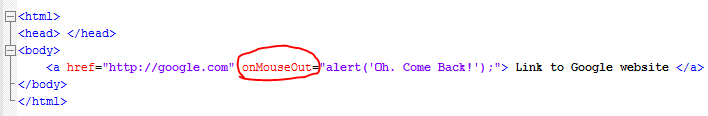 <html>
<head> </head>
<body>
<a href="http://google.com" onMouseOut="alert('Oh. Come Back!');"> Link to Google website </a>
</body>
</html>